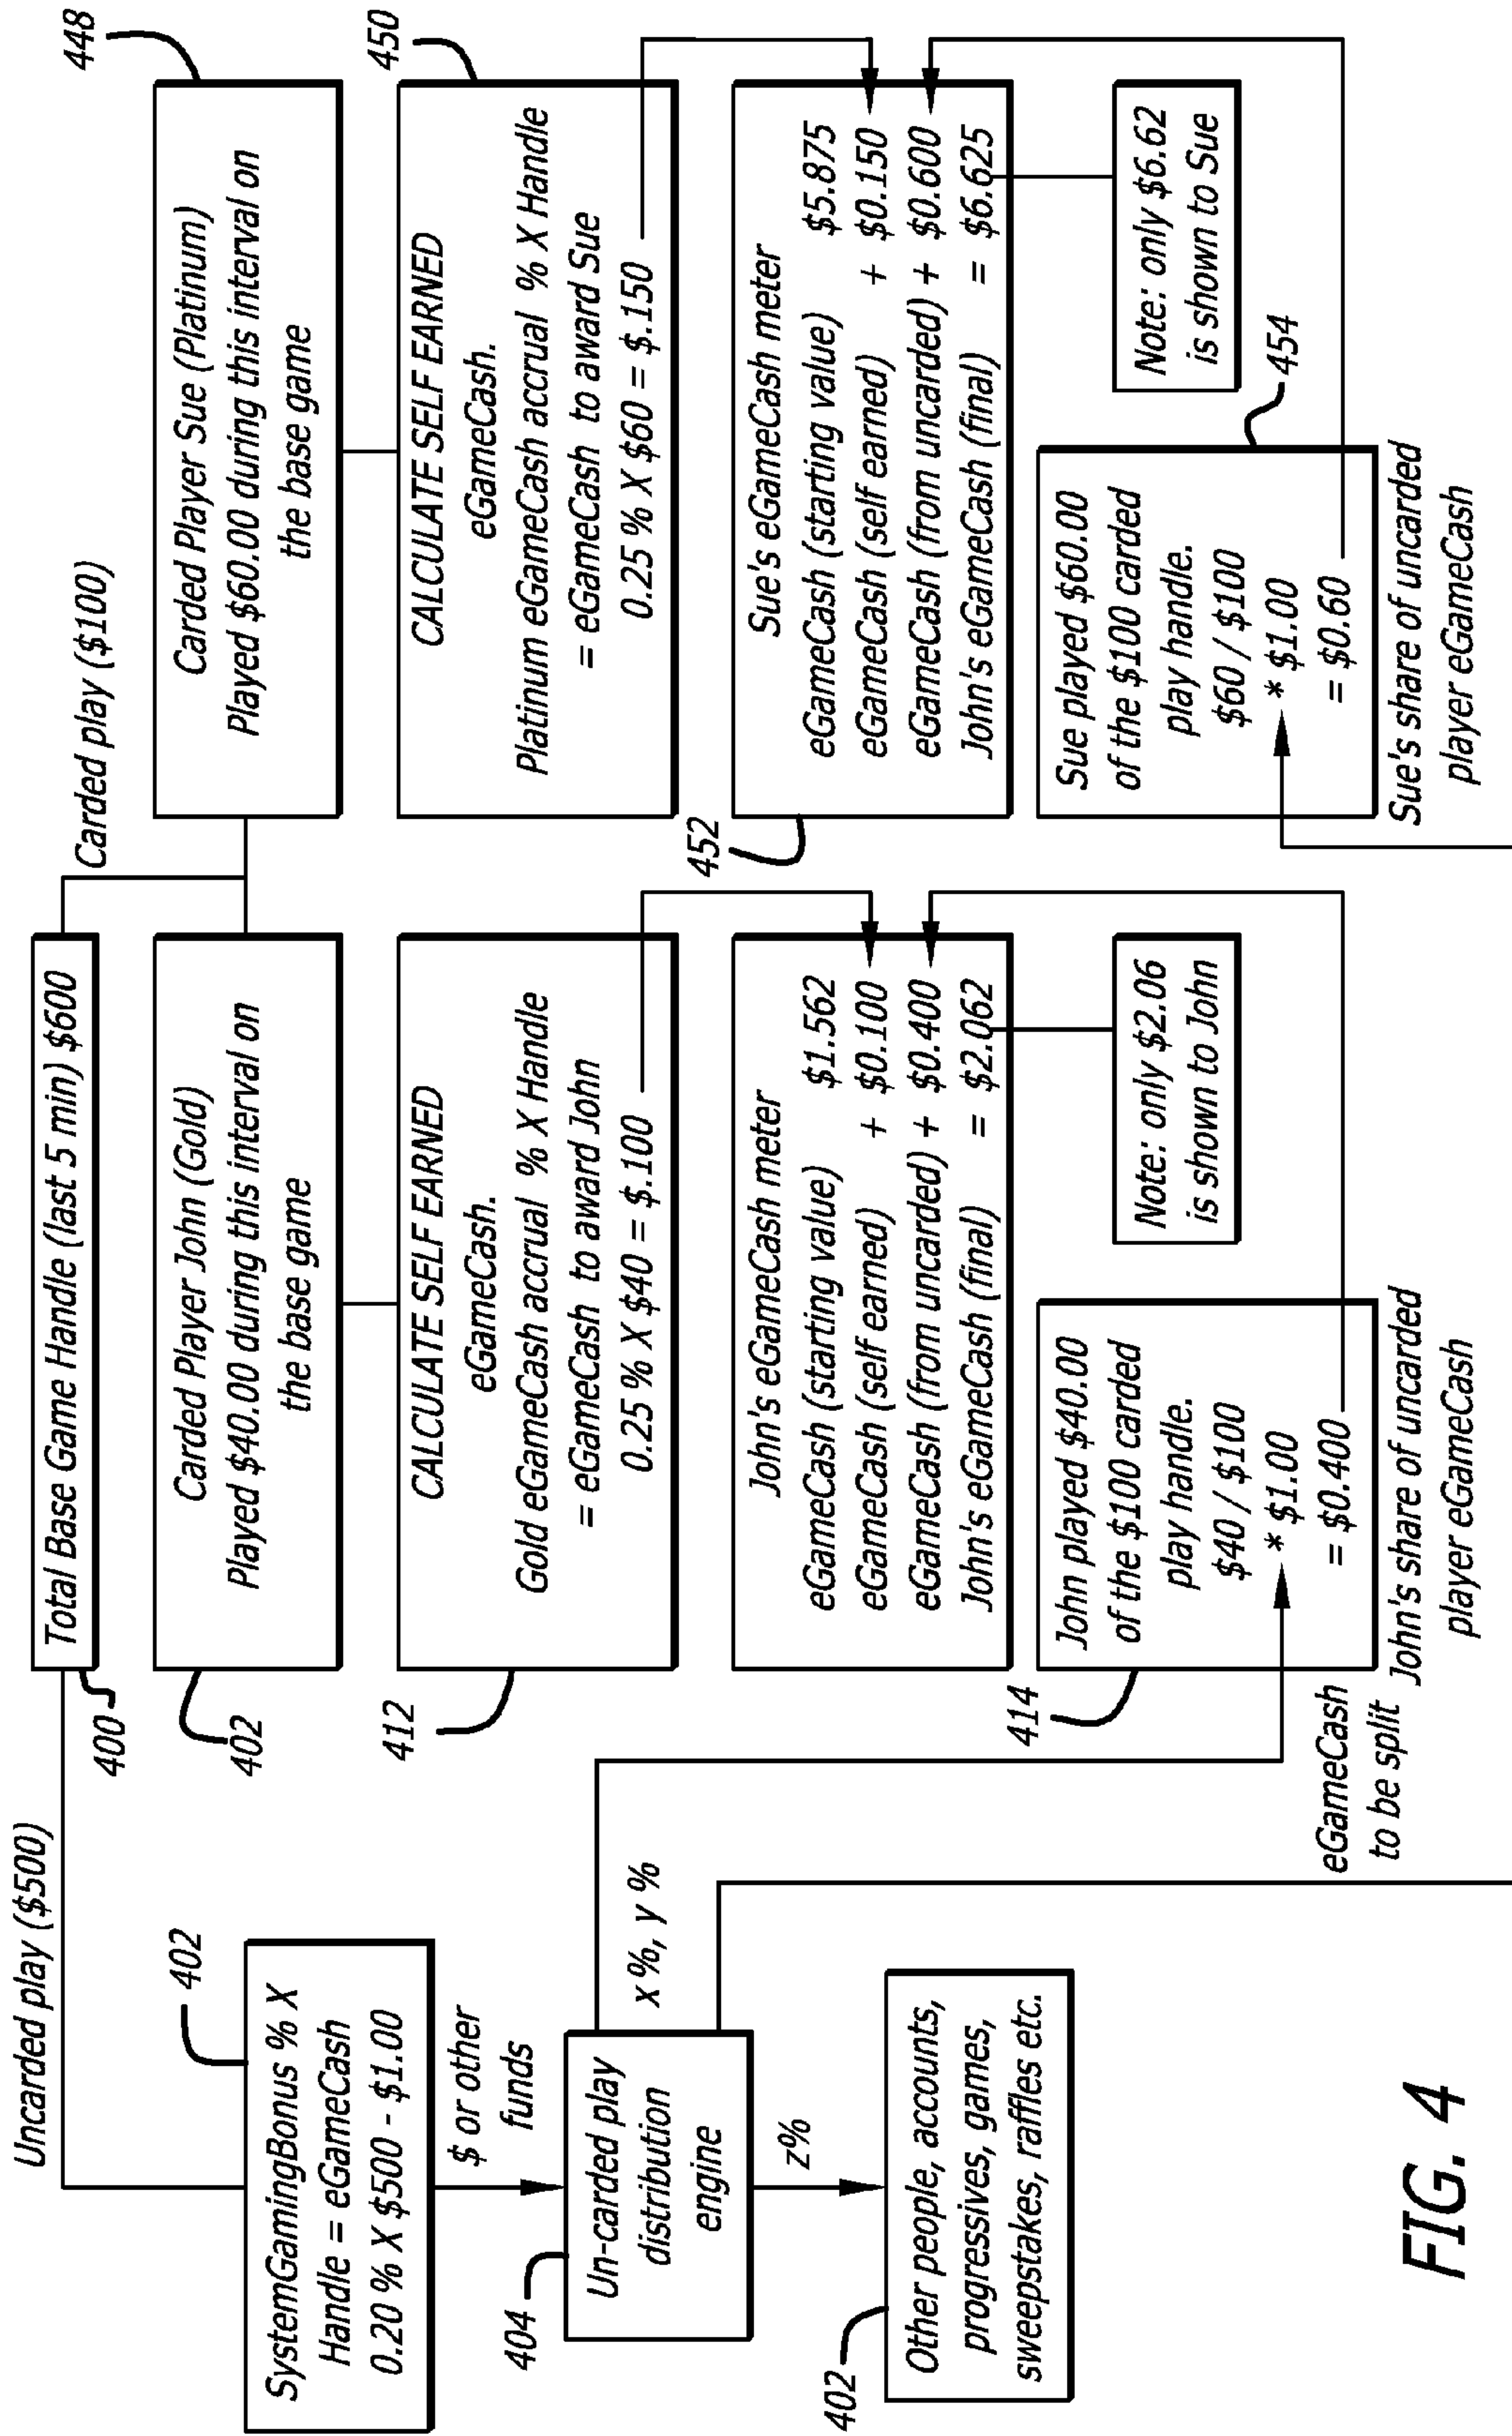 Uncarded play ($500)
Total Base Game Handle (last 5 min) $600
400
Carded play ($100)
402
SystemGamingBonus % X
Handle = eGameCash
0.20 % X $500 - $1.00
$ or other
funds
404
Un-carded play
distribution
engine
x%, y %
z%
402
Other people, accounts,
progressives, games,
sweepstakes, raffles etc.
eGameCash
to be split
402
Carded Player John (Gold)
Played $40.00 during this interval on
the base game
412
CALCULATE SELF EARNED
eGameCash.
Gold eGameCash accrual % X Handle
= eGameCash to award John
0.25 % X $40 = $.100
John's eGameCash meter
eGameCash (starting value) $1.562
eGameCash (self earned) + $0.100
eGameCash (from uncarded) + $0.400
John's eGameCash (final) = $2.062
Note: only $2.06
is shown to John
414
John played $40.00
of the $100 carded
play handle.
$40 / $100
* $1.00
= $0.400
John's share of uncarded
player eGameCash
448
Carded Player Sue (Platinum)
Played $60.00 during this interval on
the base game
450
CALCULATE SELF EARNED
eGameCash.
Platinum eGameCash accrual % X Handle
= eGameCash to award Sue
0.25 % X $60 = $.150
452
Sue's eGameCash meter
eGameCash (starting value) $5.875
eGameCash (self earned) + $0.150
eGameCash (from uncarded) + $0.600
John's eGameCash (final) = $6.625
Note: only $6.62
is shown to Sue
454
Sue played $60.00
of the $100 carded
play handle.
$60 / $100
* $1.00
= $0.60
Sue's share of uncarded
player eGameCash
FIG. 4